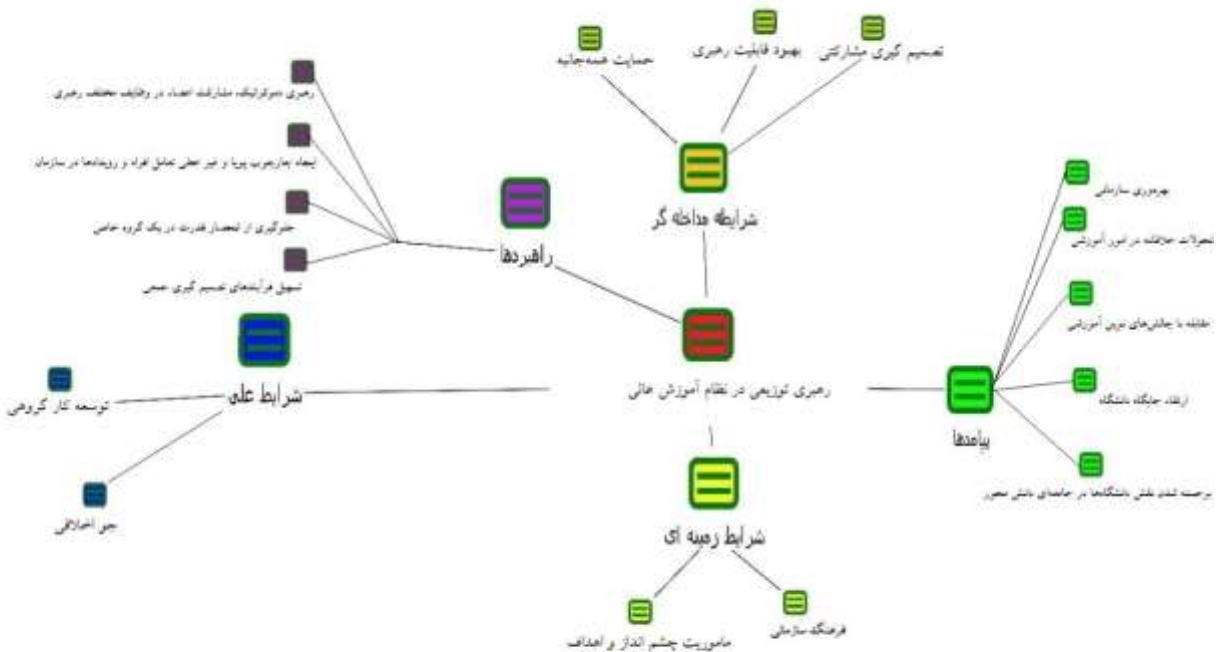 تصمیم گیری مشارکتی
بهبود قابلیت رهبری
حمایت همه‌جانبه
شرایطه مداخله گر
رهبری دموکراتیک، مشارکت اعضاء در وظایف مختلف رهبری
ایجاد چارچوب پویا و غیر خطی تعامل افراد و رویدادها در سازمان
جلوگیری از انحصار قدرت در یک گروه خاص
تسهیل فرآیندهای تصمیم گیری جمعی
راهبردها
بهره‌وری سازمانی
تحولات خلاقانه در امور آموزشی
مقابله با چالش‌های نوین آموزشی
ارتقاء جایگاه دانشگاه
برجسته شدن نقش دانشگاه‌ها در جامعه‌ای دانش محور
پیامدها
رهبری توزیعی در نظام آموزش عالی
شرایط علی
توسعه کار گروهی
جو اخلاقی
شرایط زمینه ای
فرهنگ سازمانی
ماموریت چشم انداز و اهداف